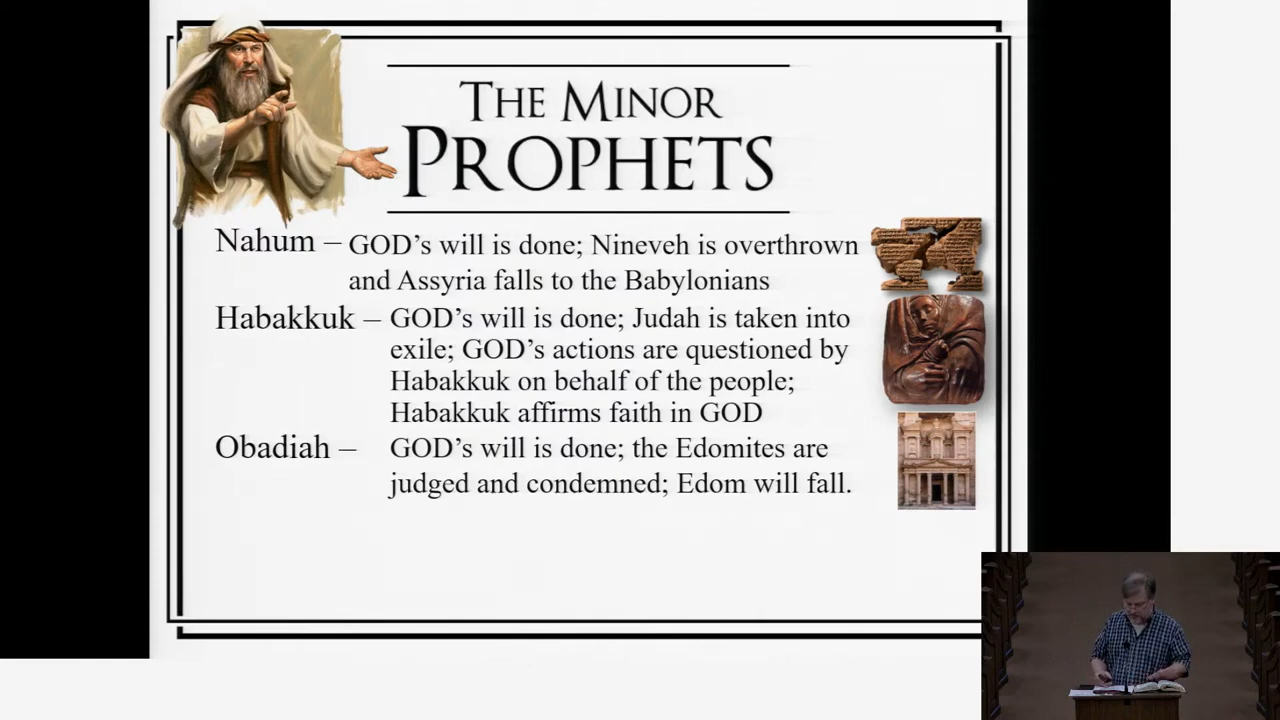 THE MINOR
PROPHETS
Nahum – GOD's will is done; Nineveh is overthrown
and Assyria falls to the Babylonians
Habakkuk – GOD's will is done; Judah is taken into
exile; GOD's actions are questioned by
Habakkuk on behalf of the people;
Habakkuk affirms faith in GOD
Obadiah – GOD's will is done; the Edomites are
judged and condemned; Edom will fall.